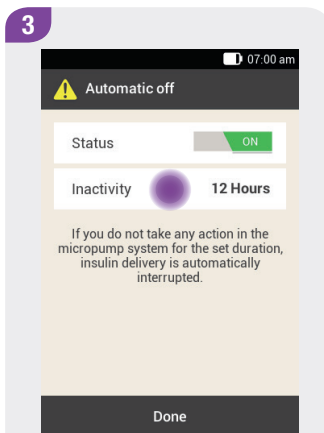 3
07:00 am
Automatic off
Status ON
Inactivity 12 Hours
If you do not take any action in the
micropump system for the set duration,
insulin delivery is automatically
interrupted.
Done